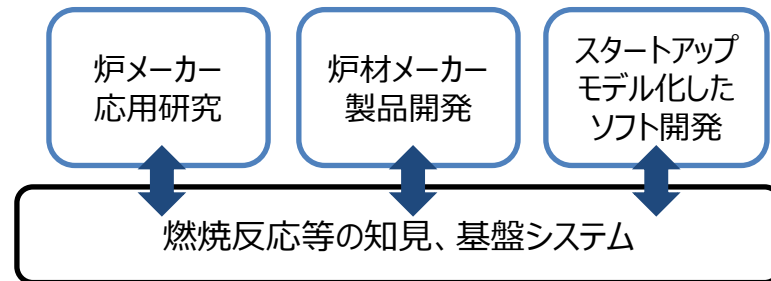 炉メーカー
応用研究
炉材メーカー
製品開発
スタートアップ
モデル化した
ソフト開発
燃焼反応等の知見、基盤システム